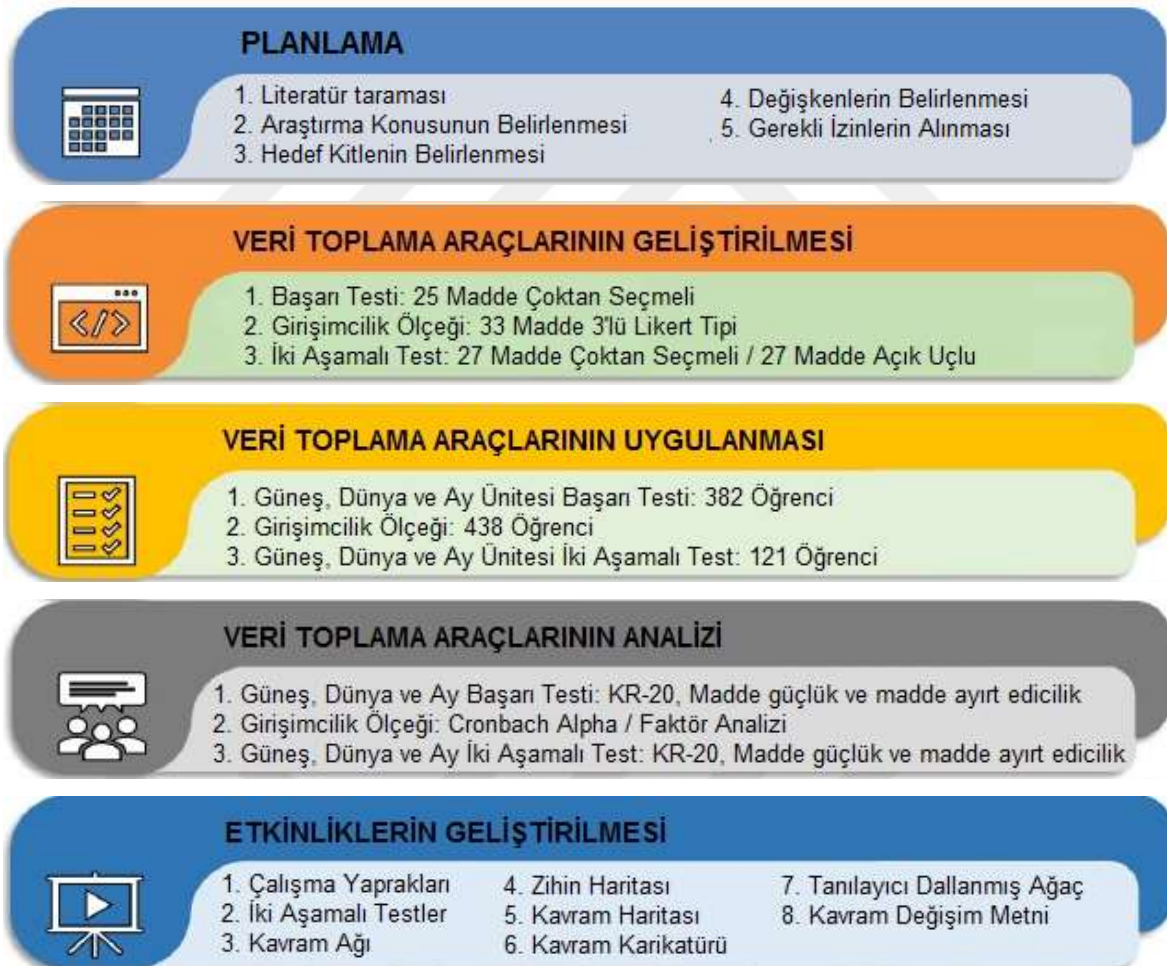 PLANLAMA
1. Literatür taraması
2. Araştırma Konusunun Belirlenmesi
3. Hedef Kitlenin Belirlenmesi
4. Değişkenlerin Belirlenmesi
5. Gerekli İzinlerin Alınması
VERİ TOPLAMA ARAÇLARININ GELİŞTİRİLMESİ
1. Başarı Testi: 25 Madde Çoktan Seçmeli
2. Girişimcilik Ölçeği: 33 Madde 3'lü Likert Tipi
3. İki Aşamalı Test: 27 Madde Çoktan Seçmeli / 27 Madde Açık Uçlu
VERİ TOPLAMA ARAÇLARININ UYGULANMASI
1. Güneş, Dünya ve Ay Ünitesi Başarı Testi: 382 Öğrenci
2. Girişimcilik Ölçeği: 438 Öğrenci
3. Güneş, Dünya ve Ay Ünitesi İki Aşamalı Test: 121 Öğrenci
VERİ TOPLAMA ARAÇLARININ ANALİZİ
1. Güneş, Dünya ve Ay Başarı Testi: KR-20, Madde güçlük ve madde ayırt edicilik
2. Girişimcilik Ölçeği: Cronbach Alpha / Faktör Analizi
3. Güneş, Dünya ve Ay İki Aşamalı Test: KR-20, Madde güçlük ve madde ayırt edicilik
ETKİNLİKLERİN GELİŞTİRİLMESİ
1. Çalışma Yaprakları
2. İki Aşamalı Testler
3. Kavram Ağı
4. Zihin Haritası
5. Kavram Haritası
6. Kavram Karikatürü
7. Tanılayıcı Dallanmış Ağaç
8. Kavram Değişim Metni